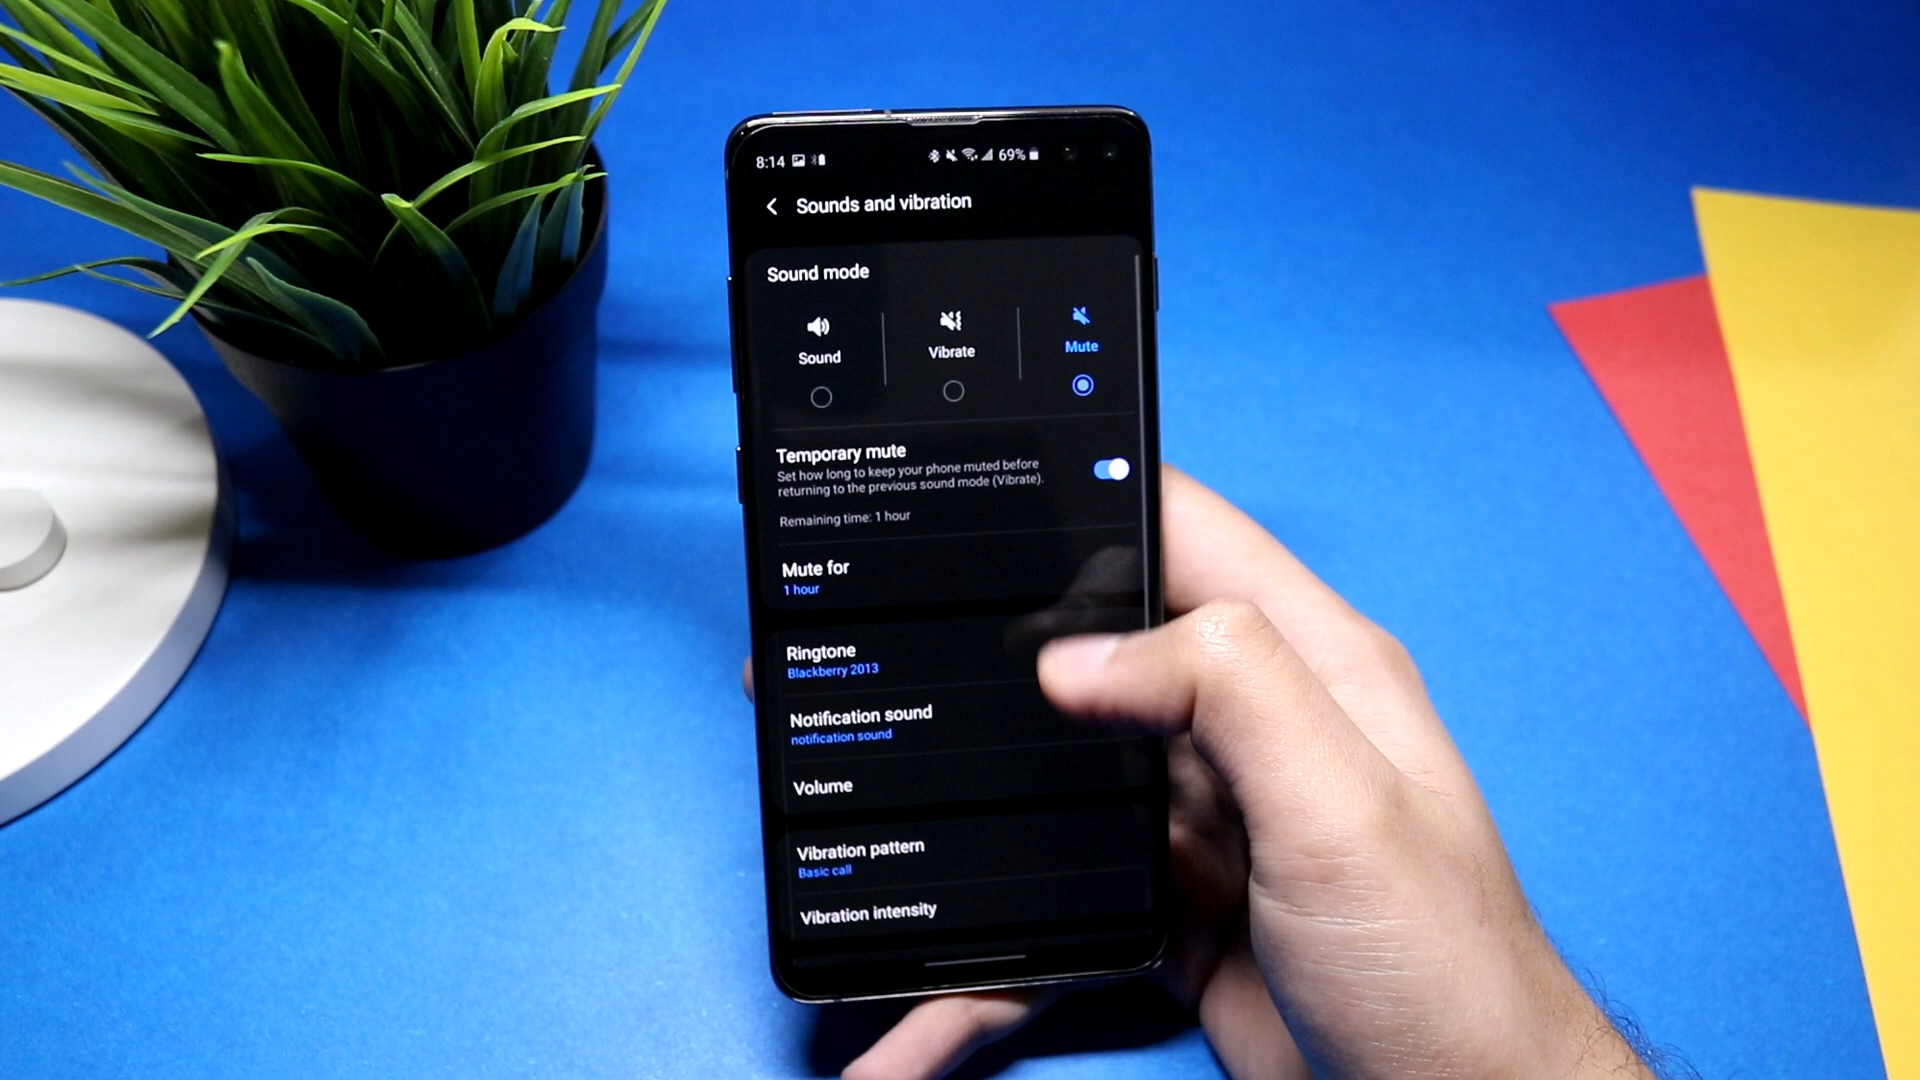 8:14 69%
Sounds and vibration
Sound mode
Sound Vibrate Mute
Temporary mute
Set how long to keep your phone muted before
returning to the previous sound mode (Vibrate).
Remaining time: 1 hour
Mute for
1 hour
Ringtone
Blackberry 2013
Notification sound
notification sound
Volume
Vibration pattern
Basic call
Vibration intensity